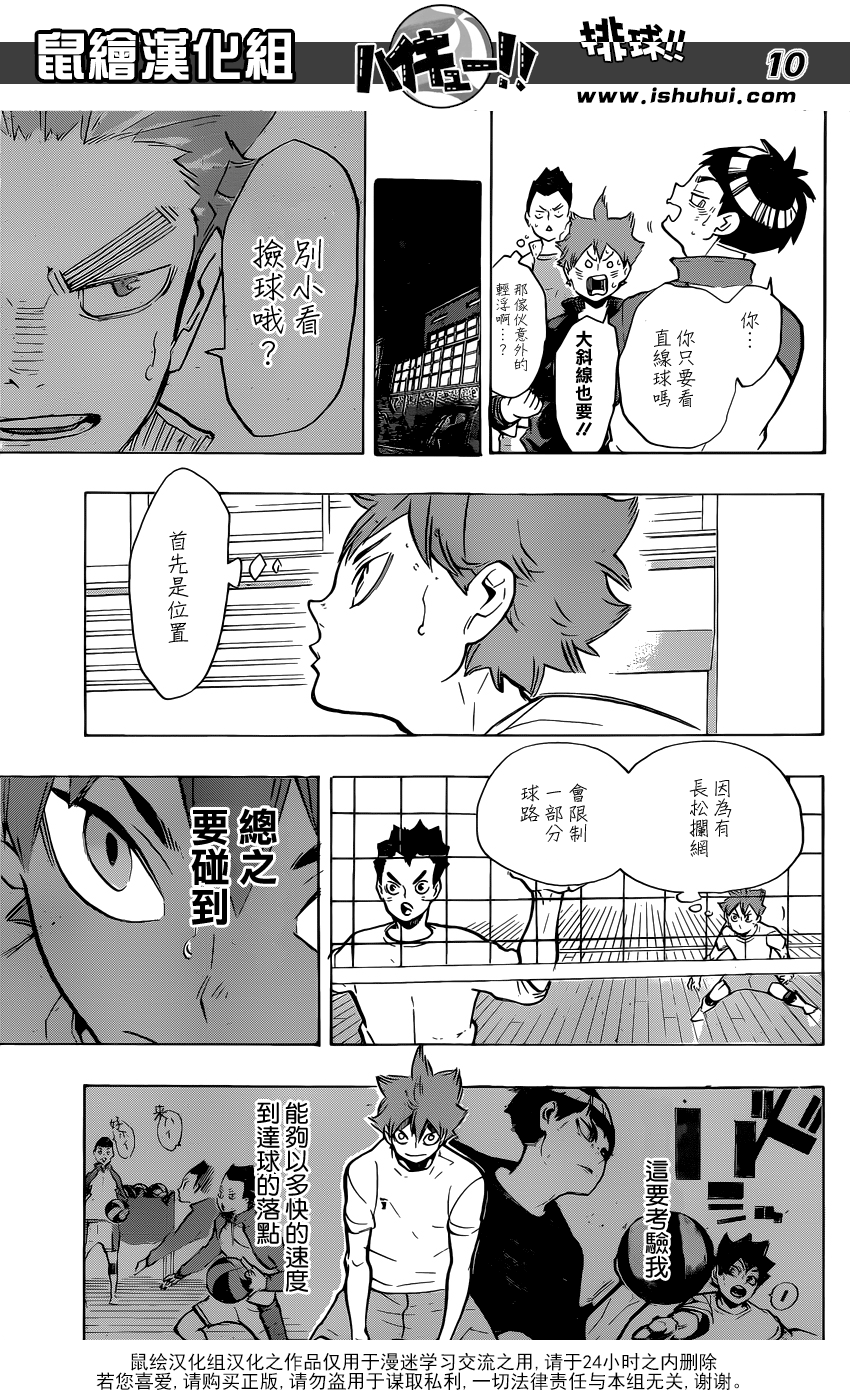 鼠繪漢化組
ハイキュー!!
排球!!
10
www.ishuhui.com
你…
你只要看
直線球嗎
大斜線也要!!
那傢伙意外的
輕浮啊…?
別小看
撿球哦?
首先是位置
因為有
長松攔網
會限制
一部分
球路
總之
要碰到
這要考驗我
能夠以多快的速度
到達球的落點
鼠绘汉化组汉化之作品仅用于漫迷学习交流之用,请于24小时之内删除
若您喜爱,请购买正版,请勿盗用于谋取私利,一切法律责任与本组无关,谢谢。